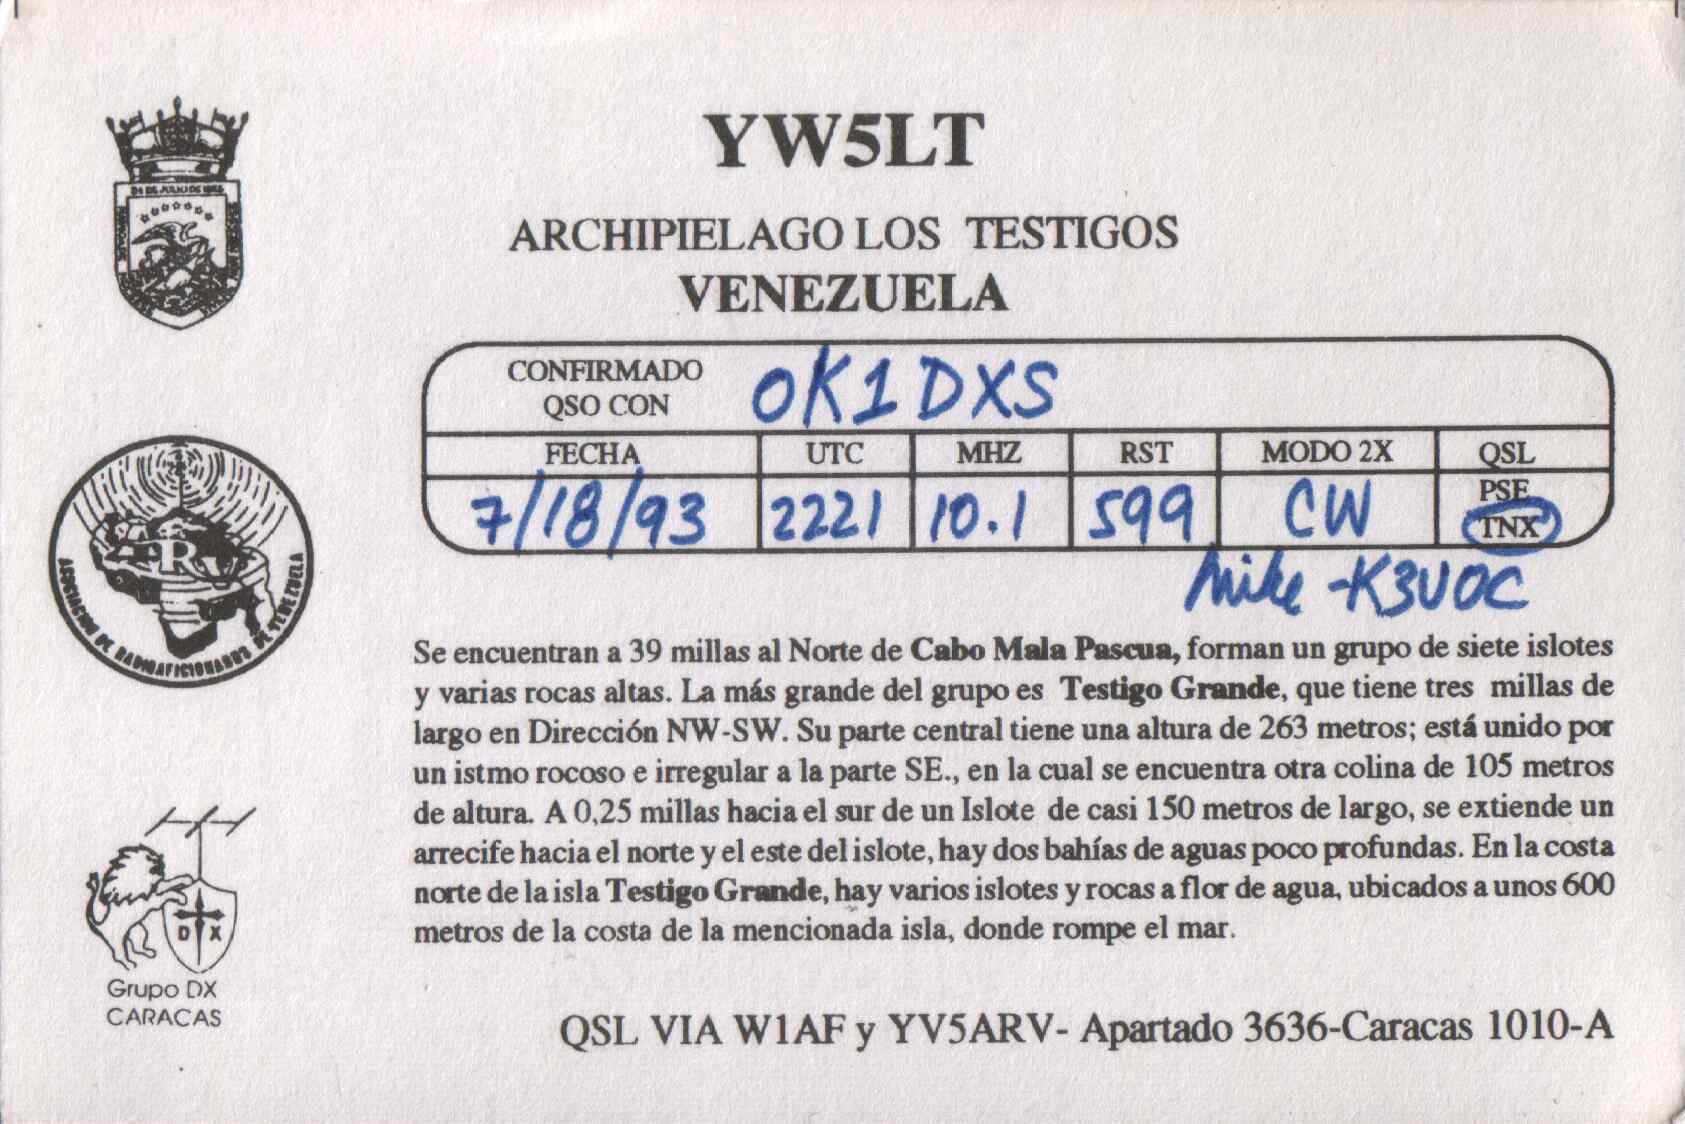 YW5LT
ARCHIPIELAGO LOS TESTIGOS
VENEZUELA
24 DE JULIO DE
CONFIRMADO QSO CON OK1DXS
FECHA UTC MHZ RST MODO 2X QSL
7/18/93 2221 10.1 599 CW PSE TNX
Mike -K3UOC
R V
ASOCIACION DE RADIOAFICIONADOS DE VENEZUELA
Se encuentran a 39 millas al Norte de Cabo Mala Pascua, forman un grupo de siete islotes
y varias rocas altas. La más grande del grupo es Testigo Grande, que tiene tres millas de
largo en Dirección NW-SW. Su parte central tiene una altura de 263 metros; está unido por
un istmo rocoso e irregular a la parte SE., en la cual se encuentra otra colina de 105 metros
de altura. A 0,25 millas hacia el sur de un Islote de casi 150 metros de largo, se extiende un
arrecife hacia el norte y el este del islote, hay dos bahías de aguas poco profundas. En la costa
norte de la isla Testigo Grande, hay varios islotes y rocas a flor de agua, ubicados a unos 600
metros de la costa de la mencionada isla, donde rompe el mar.
D X
Grupo DX
CARACAS
QSL VIA W1AF y YV5ARV- Apartado 3636-Caracas 1010-A